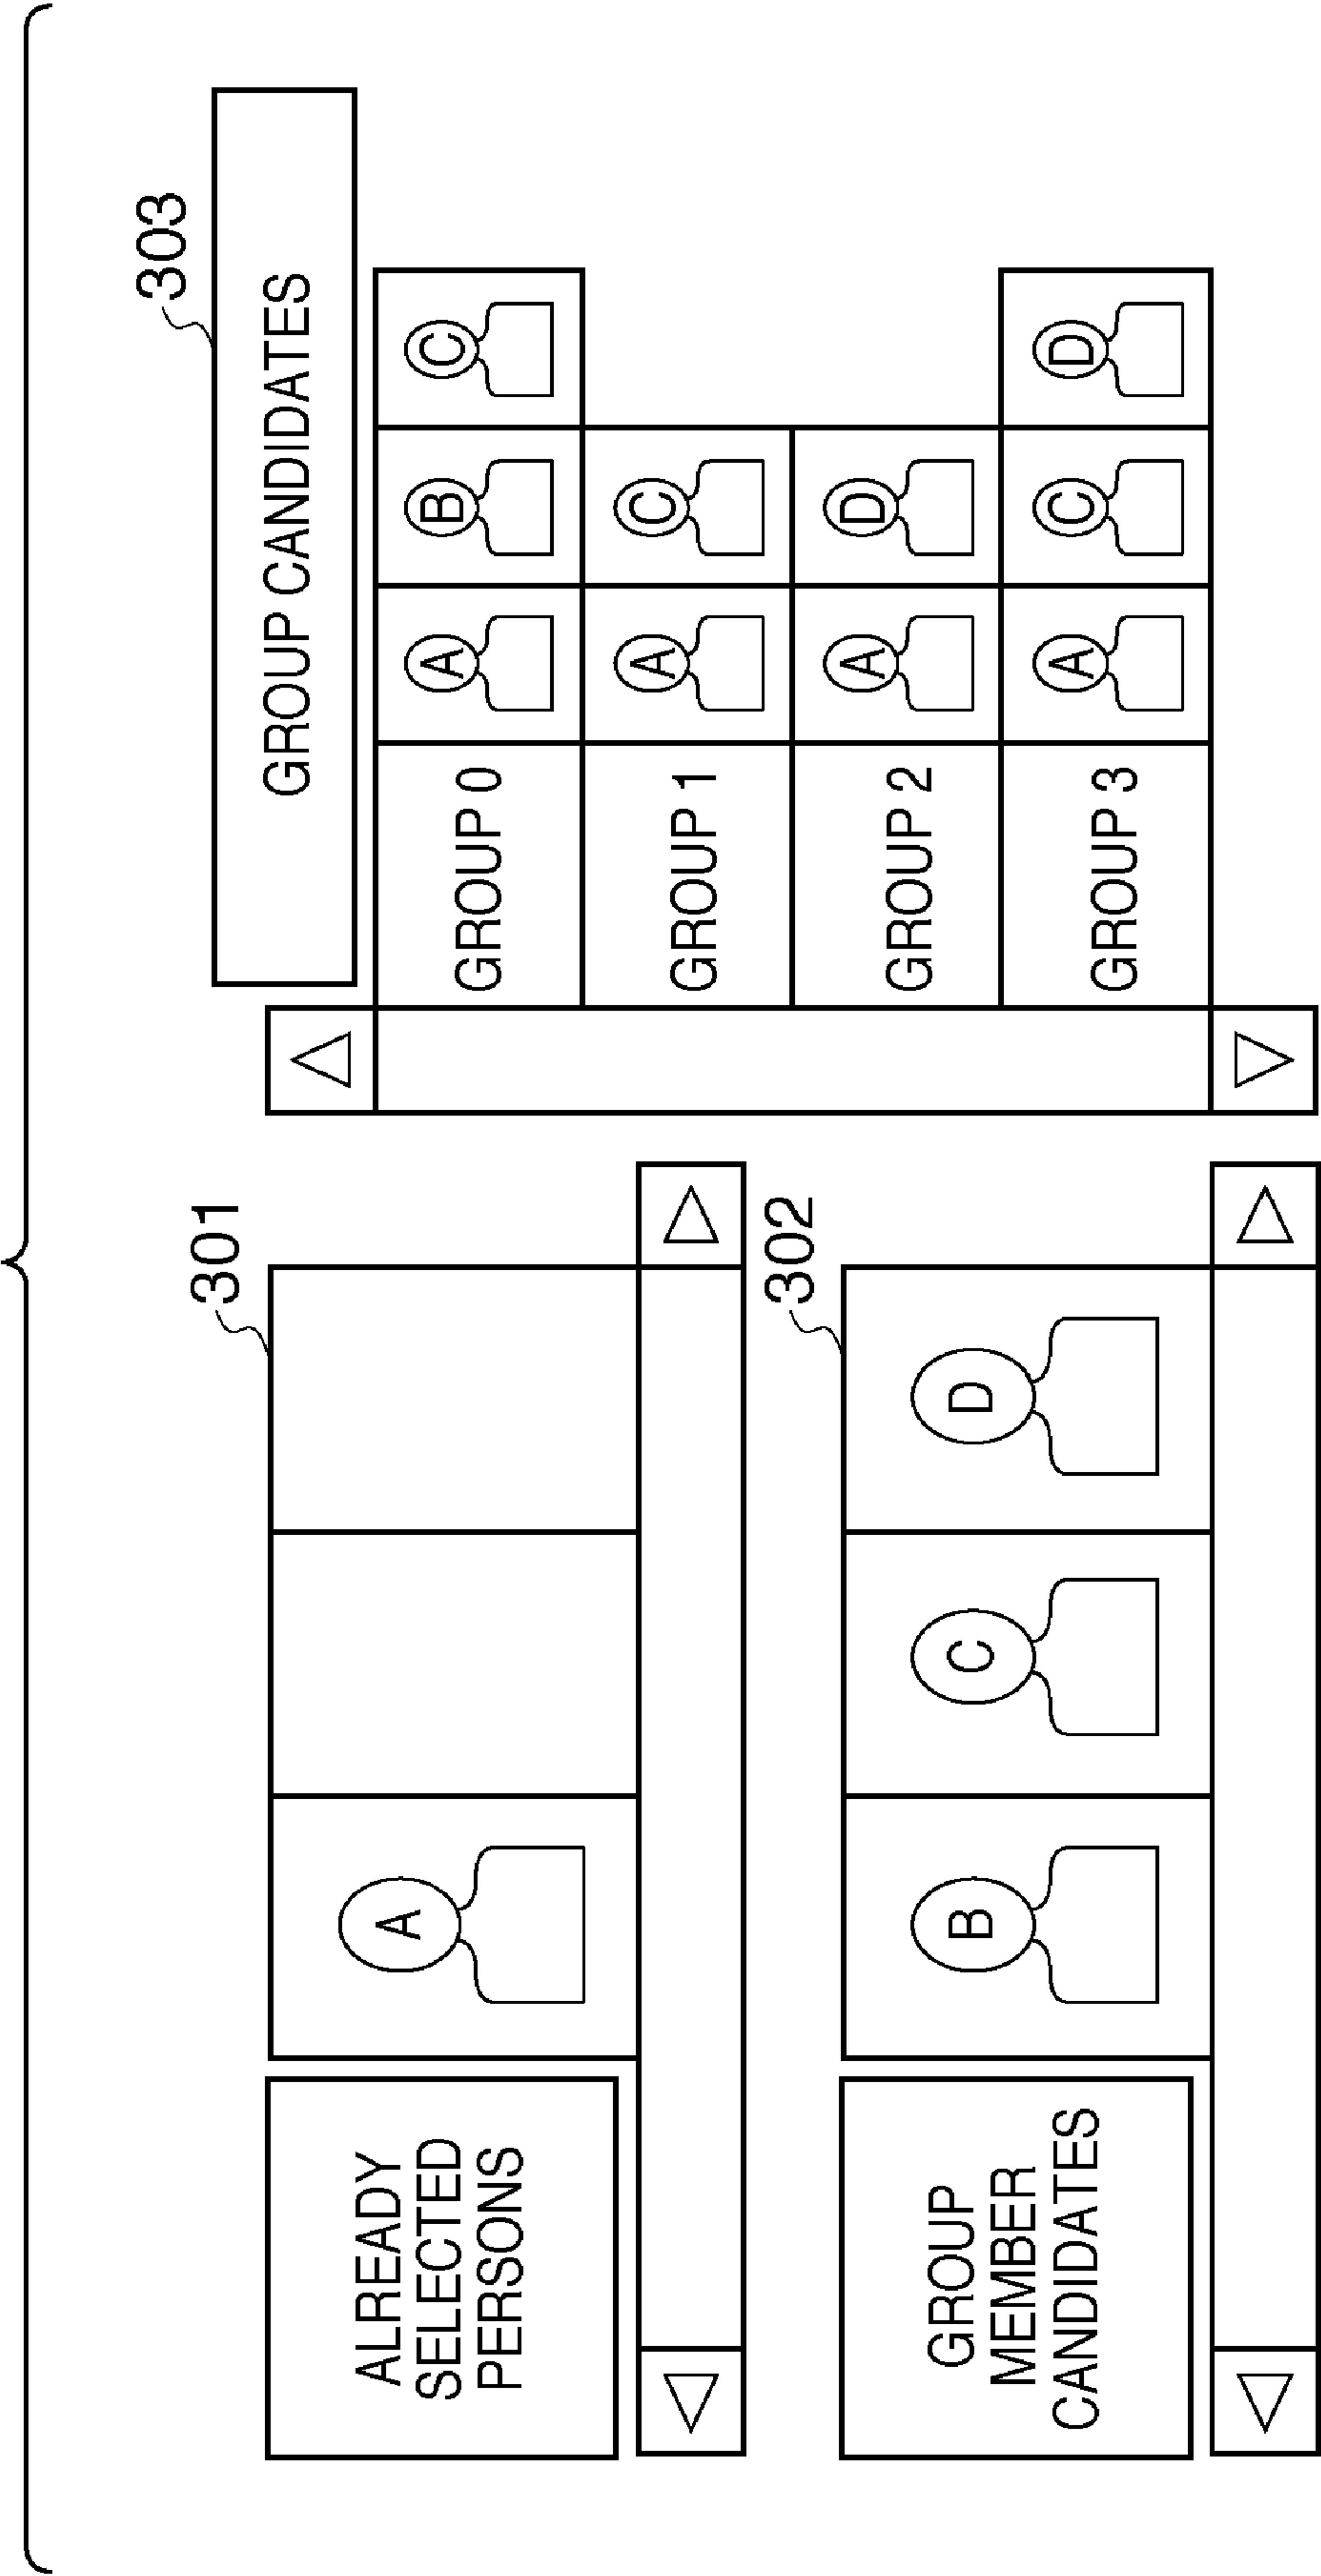 301
ALREADY
SELECTED
PERSONS
A
302
GROUP
MEMBER
CANDIDATES
B C D
303
GROUP CANDIDATES
GROUP 0 A B C
GROUP 1 A C
GROUP 2 A D
GROUP 3 A C D